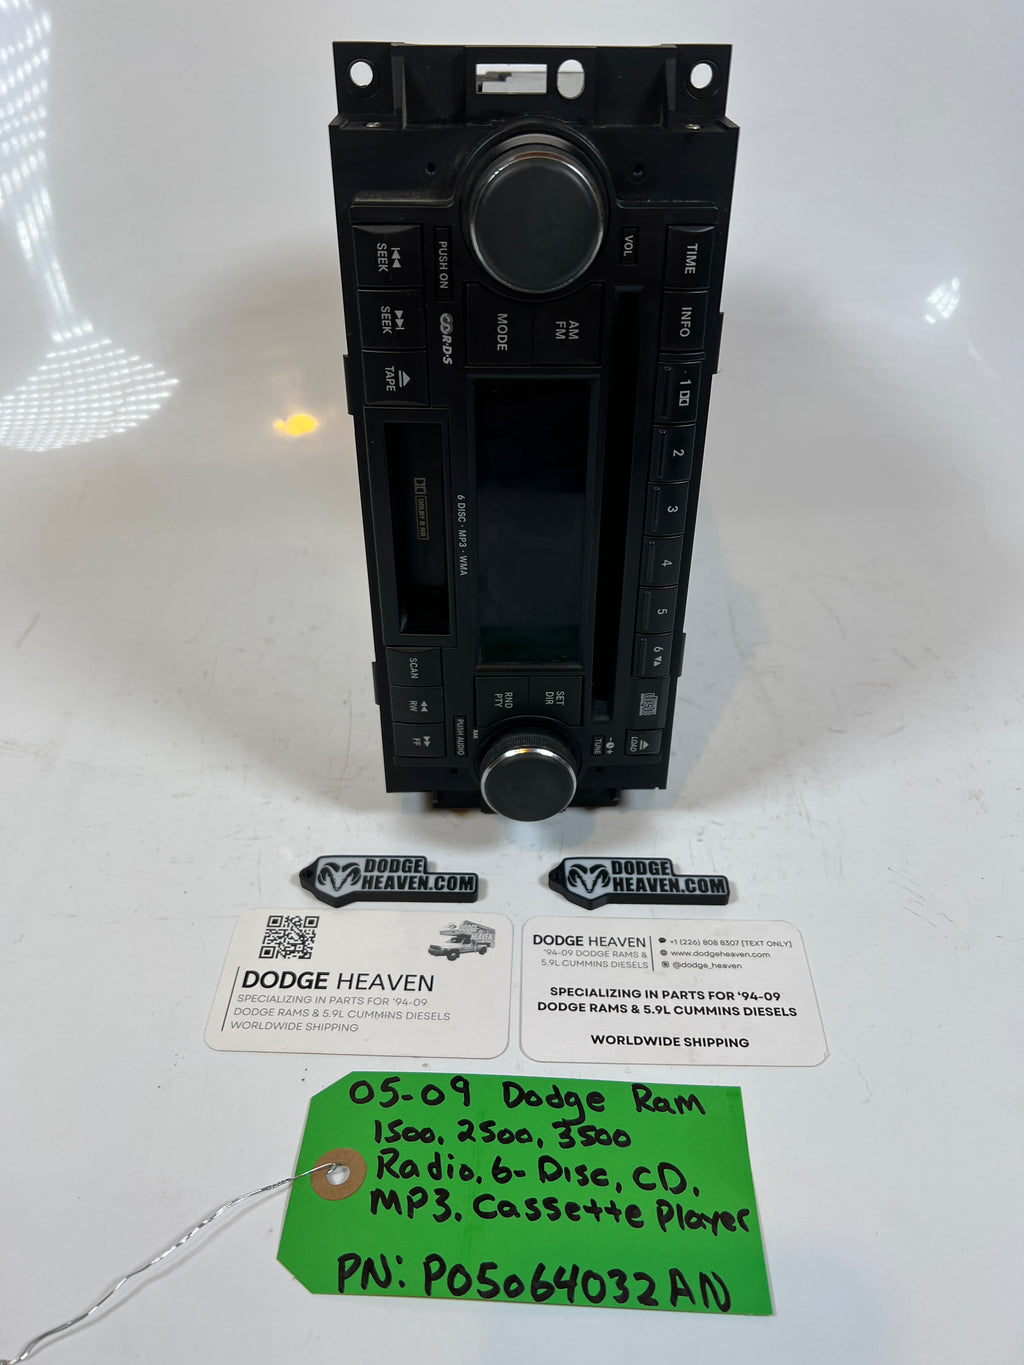 VOL
TIME
PUSH ON
SEEK
INFO
SEEK
R·D·S
MODE
AM
FM
TAPE
1
2
DOLBY B NR
6 DISC · MP3 · WMA
3
4
5
6
SCAN
RW
FF
RND
PTY
SET
DIR
PUSH AUDIO
- +
TUNE
LOAD
DODGE
HEAVEN.COM
DODGE
HEAVEN.COM
DODGE
HEAVEN
DODGE HEAVEN
SPECIALIZING IN PARTS FOR '94-09
DODGE RAMS & 5.9L CUMMINS DIESELS
WORLDWIDE SHIPPING
DODGE HEAVEN
'94-09 DODGE RAMS &
5.9L CUMMINS DIESELS
+1 (226) 808 8307 [TEXT ONLY]
www.dodgeheaven.com
@dodge_heaven
SPECIALIZING IN PARTS FOR '94-09
DODGE RAMS & 5.9L CUMMINS DIESELS
WORLDWIDE SHIPPING
05-09 Dodge Ram
1500, 2500, 3500
Radio, 6-Disc, CD,
MP3, Cassette Player
PN: P05064032AN